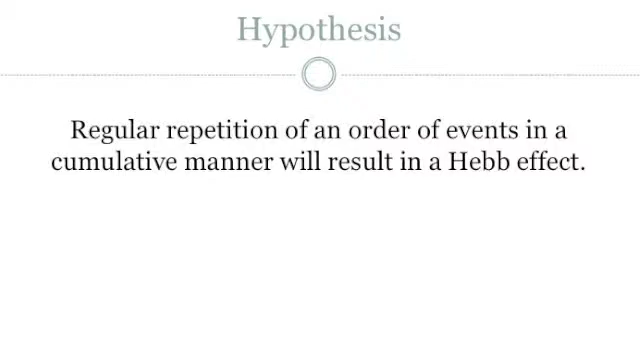 Hypothesis
Regular repetition of an order of events in a
cumulative manner will result in a Hebb effect.